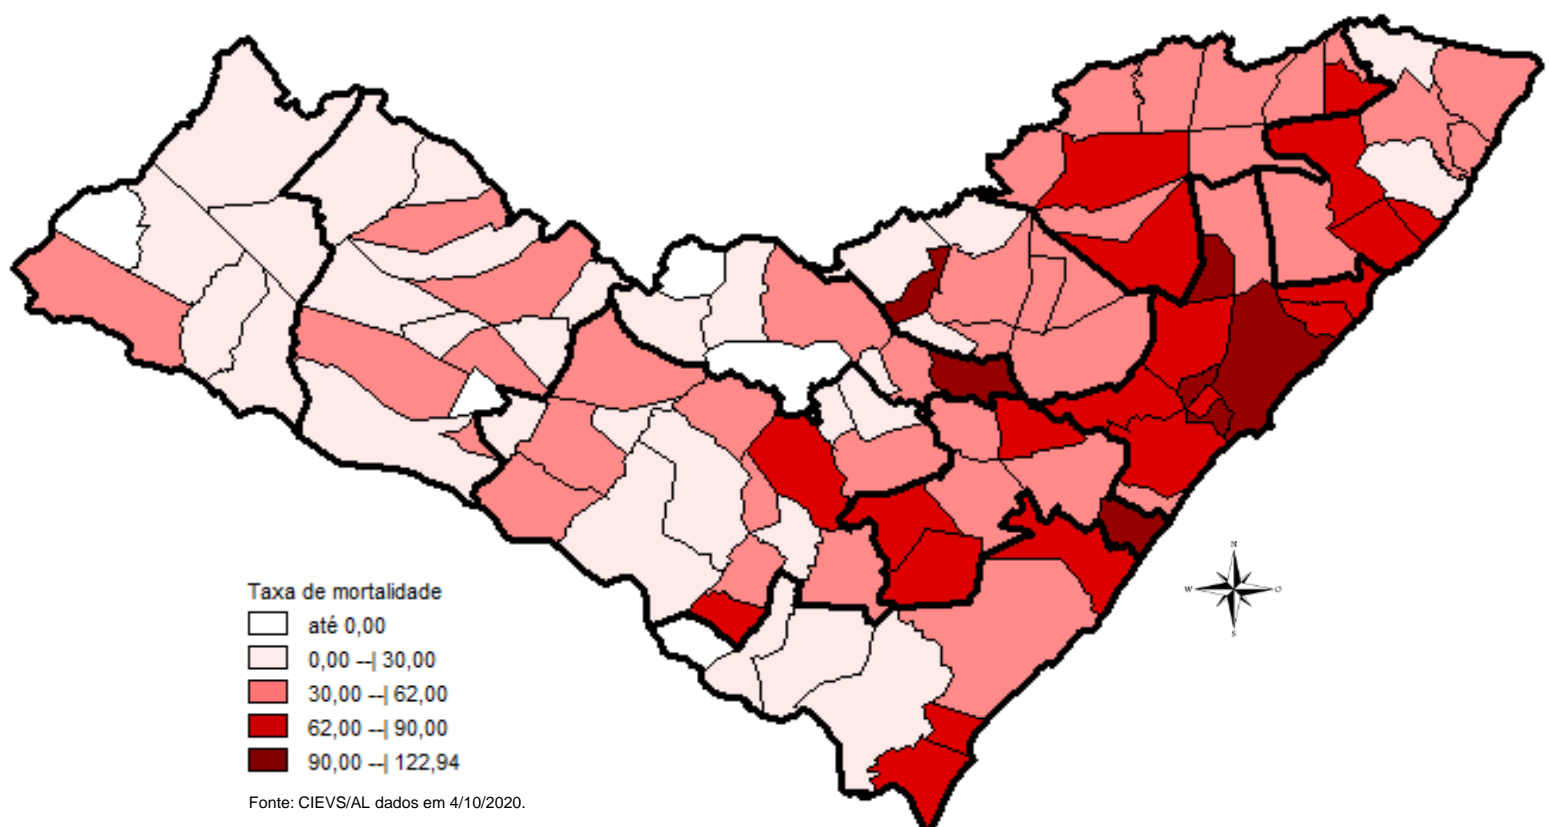 Taxa de mortalidade
até 0,00
0,00 --| 30,00
30,00 --| 62,00
62,00 --| 90,00
90,00 --| 122,94
Fonte: CIEVS/AL dados em 4/10/2020.
N
W
O
S